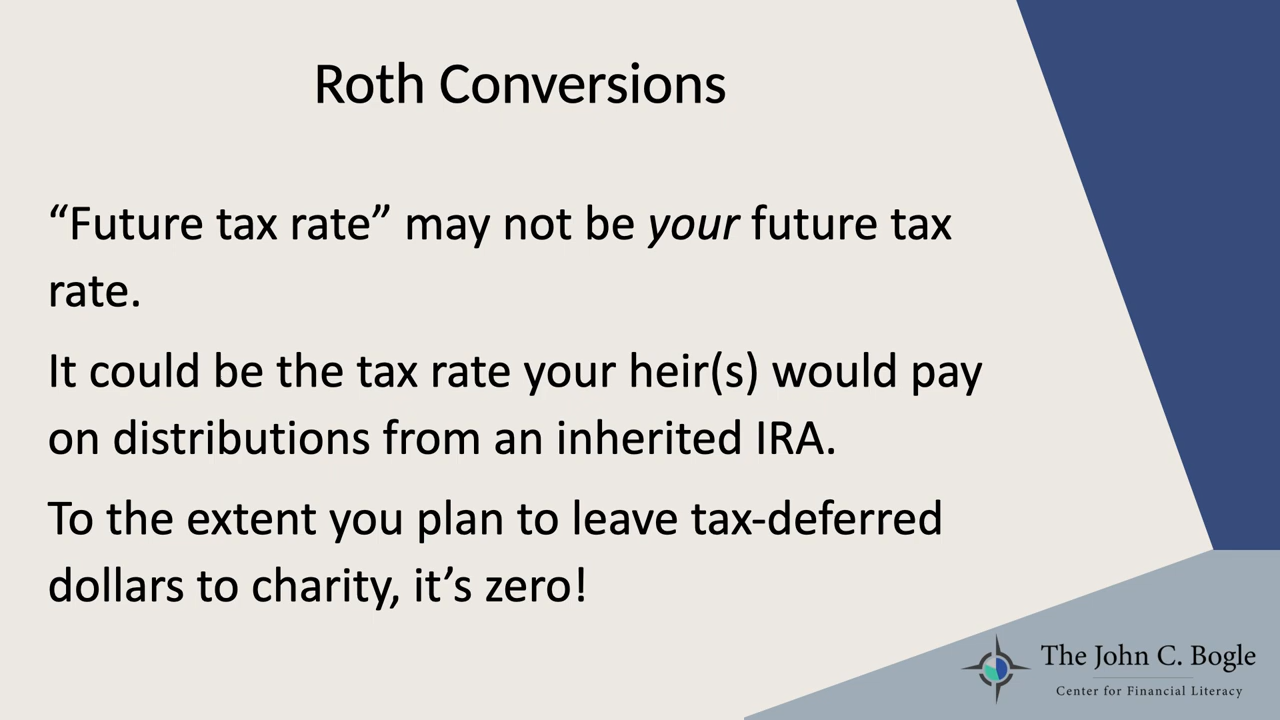 Roth Conversions
“Future tax rate” may not be your future tax
rate.
It could be the tax rate your heir(s) would pay
on distributions from an inherited IRA.
To the extent you plan to leave tax-deferred
dollars to charity, it’s zero!
The John C. Bogle
Center for Financial Literacy